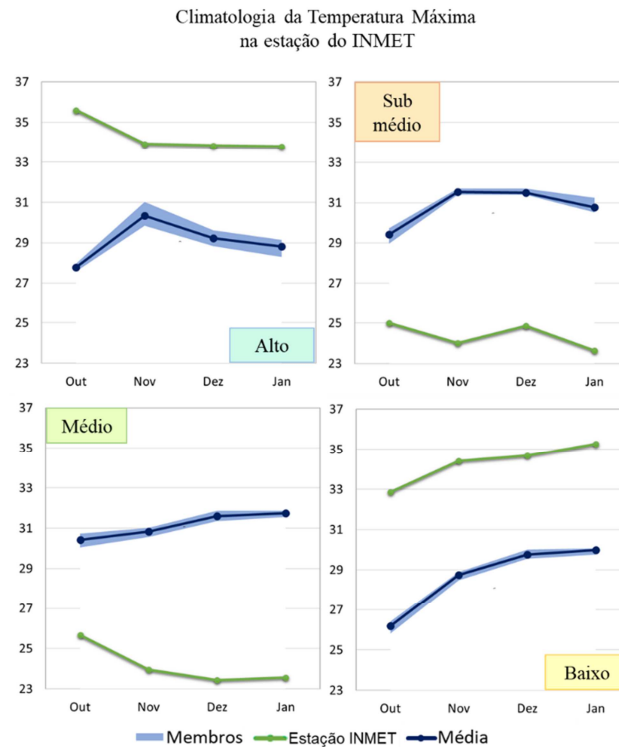 Climatologia da Temperatura Máxima
na estação do INMET
37
35
33
31
29
27
25
23
Out Nov Dez Jan
Alto
37
35
33
31
29
27
25
23
Out Nov Dez Jan
Sub
médio
37
35
33
31
29
27
25
23
Out Nov Dez Jan
Médio
37
35
33
31
29
27
25
23
Out Nov Dez Jan
Baixo
Membros Estação INMET Média